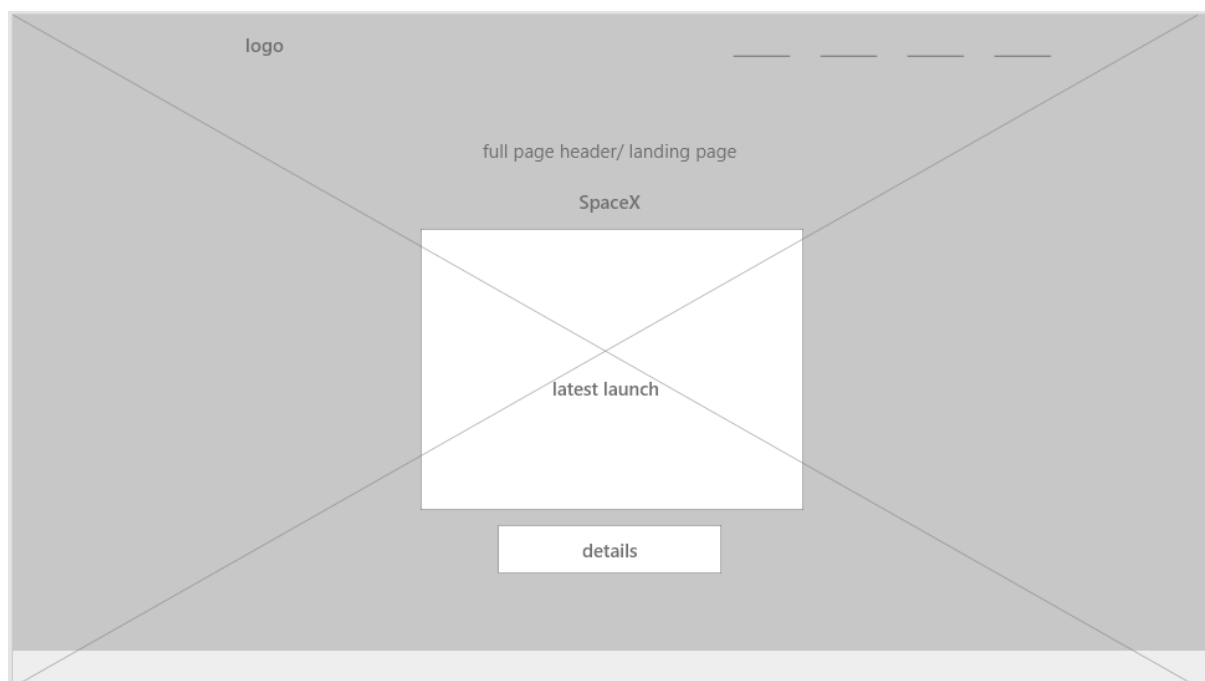 logo
full page header/ landing page
SpaceX
latest launch
details